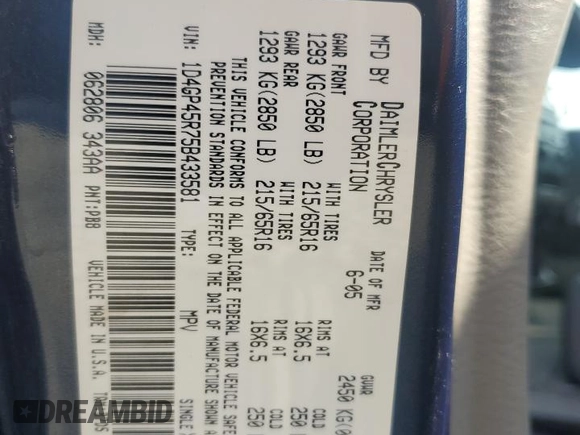 MFD BY DAIMLERCHRYSLER CORPORATION
DATE OF MFR 6-05
GVWR 2450 KG(
GAWR FRONT WITH TIRES RIMS AT COLD
1293 KG(2850 LB) 215/65R16 16X6.5 250
GAWR REAR WITH TIRES RIMS AT COLD
1293 KG(2850 LB) 215/65R16 16X6.5 250
THIS VEHICLE CONFORMS TO ALL APPLICABLE FEDERAL MOTOR VEHICLE SAFE
PREVENTION STANDARDS IN EFFECT ON THE DATE OF MANUFACTURE SHOWN
VIN: 1D4GP45R75B433581 TYPE: MPV SINGLE
MDH: 062806 343AA PNT:PB8 VEHICLE MADE IN U.S.A.
DREAMBID